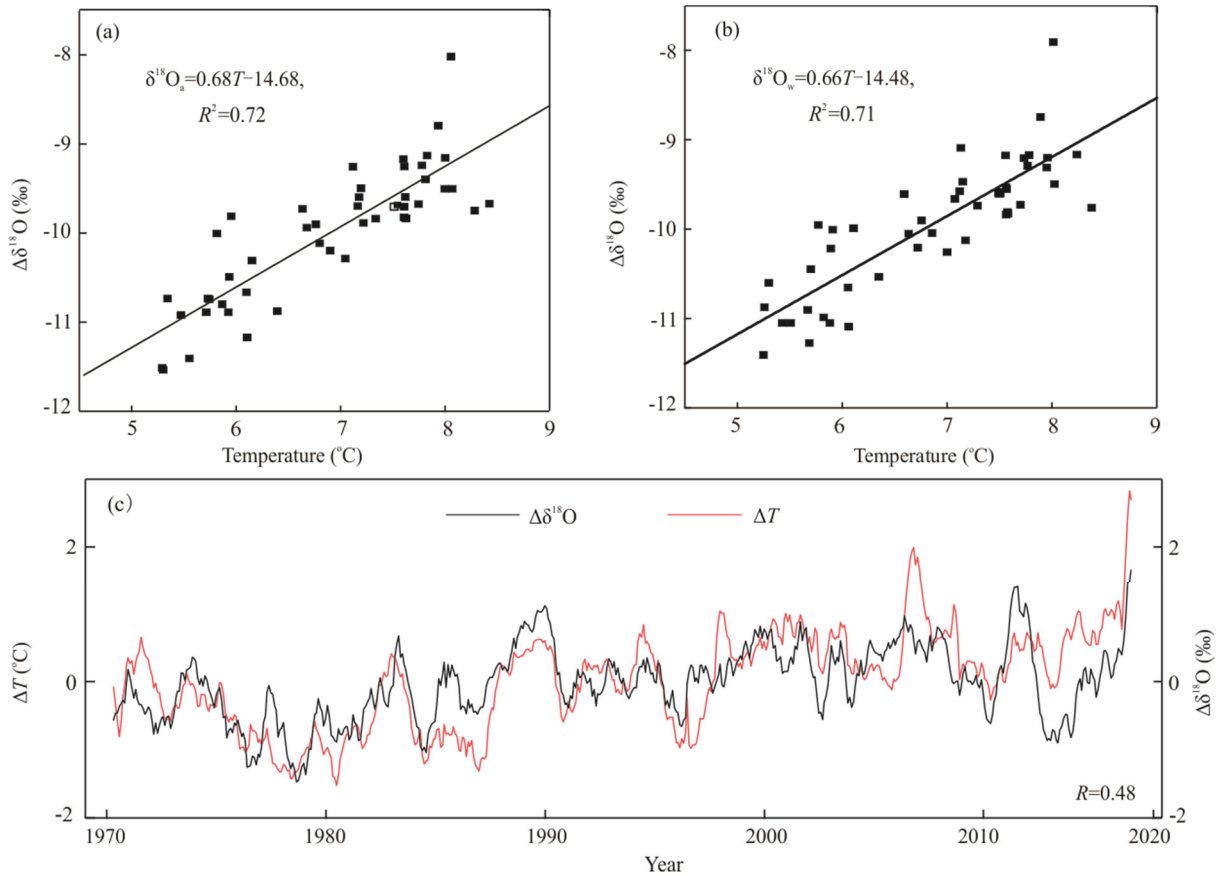 (a)
δ¹⁸Oₐ=0.68T−14.68,
R²=0.72
-8
-9
-10
-11
-12
Δδ¹⁸O (‰)
5 6 7 8 9
Temperature (°C)
(b)
δ¹⁸O_w=0.66T−14.48,
R²=0.71
-8
-9
-10
-11
-12
Δδ¹⁸O (‰)
5 6 7 8 9
Temperature (°C)
(c)
Δδ¹⁸O ΔT
2
0
-2
ΔT (°C)
2
0
-2
Δδ¹⁸O (‰)
R=0.48
1970 1980 1990 2000 2010 2020
Year